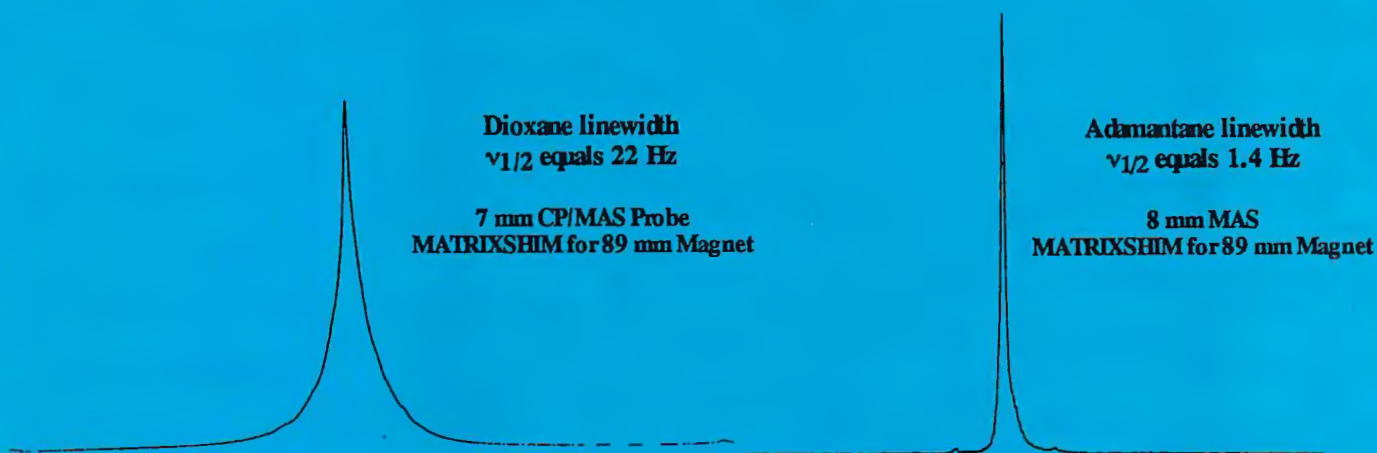 Dioxane linewidth
ν1/2 equals 22 Hz
7 mm CP/MAS Probe
MATRIXSHIM for 89 mm Magnet
Adamantane linewidth
ν1/2 equals 1.4 Hz
8 mm MAS
MATRIXSHIM for 89 mm Magnet